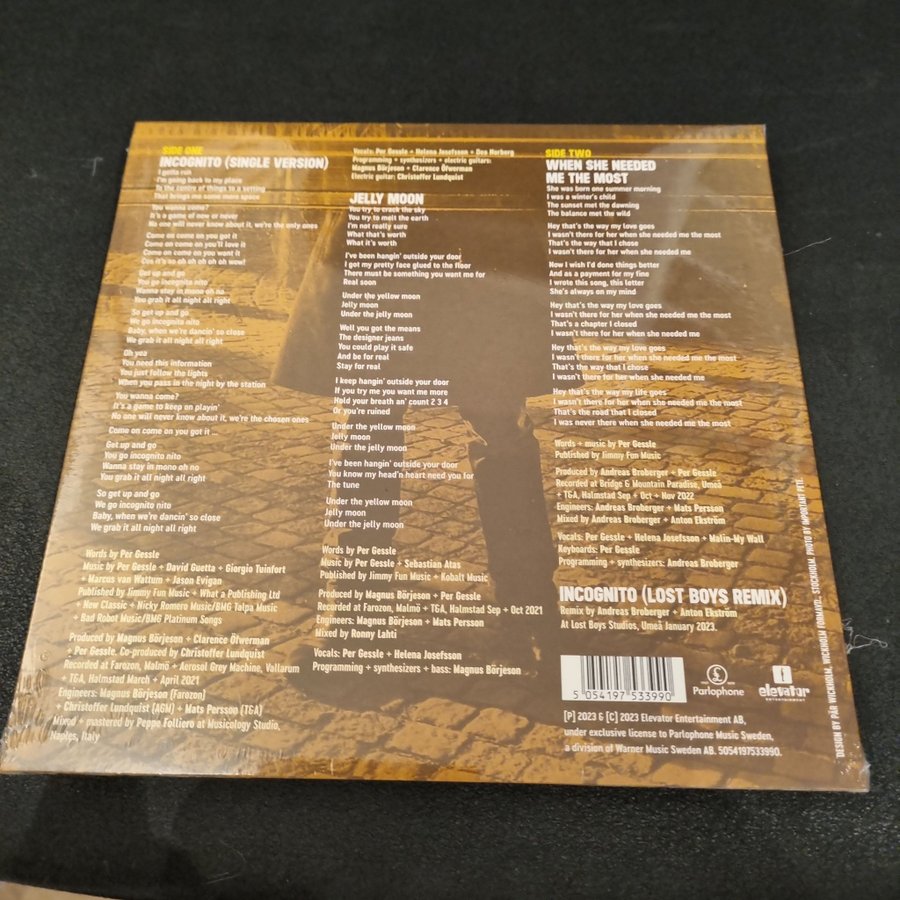 SIDE ONE
INCOGNITO (SINGLE VERSION)
I gotta run
I'm going back to my place
To the centre of things to a setting
That brings me some more space
You wanna come?
It's a game of now or never
No one will never know about it, we're the only ones
Come on come on you got it
Come on come on you'll love it
Come on come on you want it
Cos it's no oh oh oh oh oh wow!
Get up and go
You go incognito nito
Wanna stay in mono oh no
You grab it all night all right
So get up and go
We go incognito nito
Baby, when we're dancin' so close
We grab it all night all right
Oh yea
You need this information
You just follow the lights
When you pass in the night by the station
You wanna come?
It's a game to keep on playin'
No one will never know about it, we're the chosen ones
Come on come on you got it ...
Get up and go
You go incognito nito
Wanna stay in mono oh no
You grab it all night all right
So get up and go
We go incognito nito
Baby, when we're dancin' so close
We grab it all night all right
Words by Per Gessle
Music by Per Gessle + David Guetta + Giorgio Tuinfort
+ Marcus van Wattum + Jason Evigan
Published by Jimmy Fun Music + What a Publishing Ltd
+ New Classic + Nicky Romero Music/BMG Talpa Music
+ Bad Robot Music/BMG Platinum Songs
Produced by Magnus Börjeson + Clarence Öfwerman
+ Per Gessle, Co-produced by Christoffer Lundquist
Recorded at Farozon, Malmö + Aerosol Grey Machine, Vallarum
+ T&A, Halmstad March + April 2021
Engineers: Magnus Börjeson (Farozon)
+ Christoffer Lundquist (AGM) + Mats Persson (T&A)
Mixed + mastered by Peppe Folliero at Musicology Studio,
Naples, Italy
Vocals: Per Gessle + Helena Josefsson + Dea Norberg
Programming + synthesizers + electric guitars:
Magnus Börjeson + Clarence Öfwerman
Electric guitar: Christoffer Lundquist
JELLY MOON
You try to crack the sky
You try to melt the earth
I'm not really sure
What that's worth
What it's worth
I've been hangin' outside your door
I got my pretty face glued to the floor
There must be something you want me for
Real soon
Under the yellow moon
Jelly moon
Under the jelly moon
Well you got the means
The designer jeans
You could play it safe
And be for real
Stay for real
I keep hangin' outside your door
If you try me you want me more
Hold your breath an' count 2 3 4
Or you're ruined
Under the yellow moon
Jelly moon
Under the jelly moon
I've been hangin' outside your door
You know my head'n heart need you for
The tune
Under the yellow moon
Jelly moon
Under the jelly moon
Words by Per Gessle
Music by Per Gessle + Sebastian Atas
Published by Jimmy Fun Music + Kobalt Music
Produced by Magnus Börjeson + Per Gessle
Recorded at Farozon, Malmö + T&A, Halmstad Sep + Oct 2021
Engineers: Magnus Börjeson + Mats Persson
Mixed by Ronny Lahti
Vocals: Per Gessle + Helena Josefsson
Programming + synthesizers + bass: Magnus Börjeson
SIDE TWO
WHEN SHE NEEDED
ME THE MOST
She was born one summer morning
I was a winter's child
The sunset met the dawning
The balance met the wild
Hey that's the way my love goes
I wasn't there for her when she needed me the most
That's the way that I chose
I wasn't there for her when she needed me
Now I wish I'd done things better
And as a payment for my fine
I wrote this song, this letter
She's always on my mind
Hey that's the way my love goes
I wasn't there for her when she needed me the most
That's a chapter I closed
I wasn't there for her when she needed me
Hey that's the way my love goes
I wasn't there for her when she needed me the most
That's the way that I chose
I wasn't there for her when she needed me
Hey that's the way my life goes
I wasn't there for her when she needed me the most
That's the road that I closed
I was never there when she needed me the most
Words + music by Per Gessle
Published by Jimmy Fun Music
Produced by Andreas Broberger + Per Gessle
Recorded at Bridge & Mountain Paradise, Umeå
+ T&A, Halmstad Sep + Oct + Nov 2022
Engineers: Andreas Broberger + Mats Persson
Mixed by Andreas Broberger + Anton Ekström
Vocals: Per Gessle + Helena Josefsson + Malin-My Wall
Keyboards: Per Gessle
Programming + synthesizers: Andreas Broberger
INCOGNITO (LOST BOYS REMIX)
Remix by Andreas Broberger + Anton Ekström
At Lost Boys Studios, Umeå January 2023.
5 054197 533990
Parlophone
elevator
ENTERTAINMENT
[P] 2023 & [C] 2023 Elevator Entertainment AB,
under exclusive license to Parlophone Music Sweden,
a division of Warner Music Sweden AB. 5054197533990.
DESIGN BY PÄR WICKHOLM, WICKHOLM FORMAVD, STOCKHOLM PHOTO BY IMPORTANT FYE.